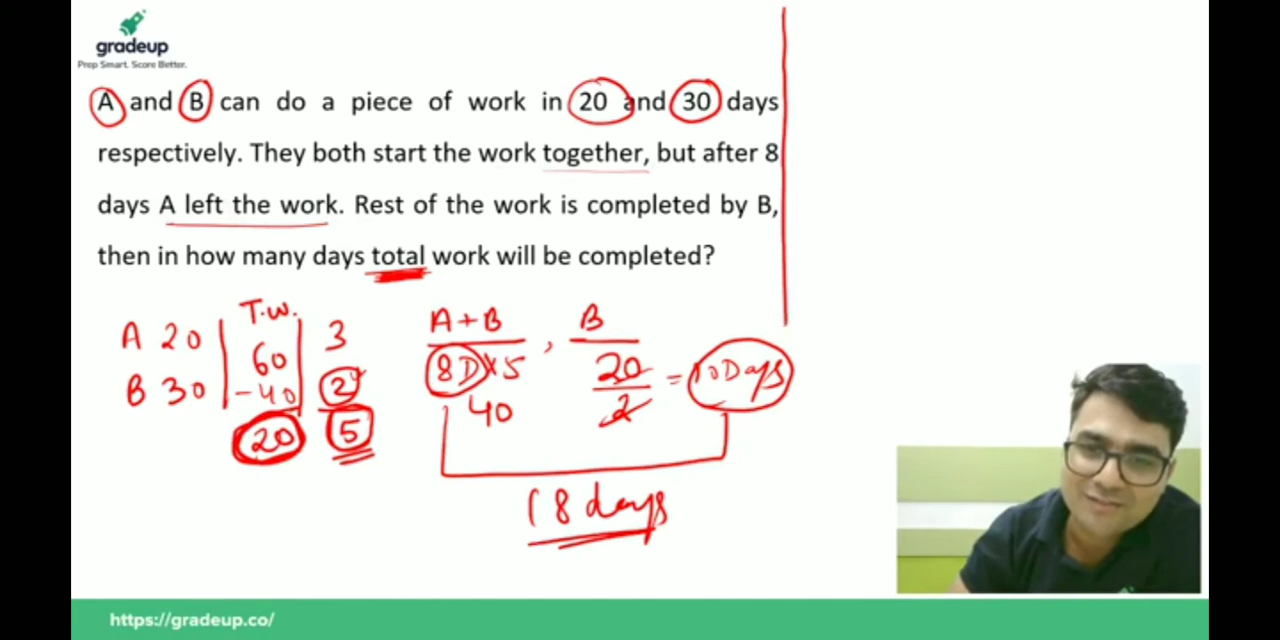 gradeup
Prep Smart. Score Better.
A and B can do a piece of work in 20 and 30 days
respectively. They both start the work together, but after 8
days A left the work. Rest of the work is completed by B,
then in how many days total work will be completed?
T.W.
A 20 60 3
B 30 -40 2
20 5
A+B , B
8D×5 20/2 = 10Days
40
18 days
https://gradeup.co/